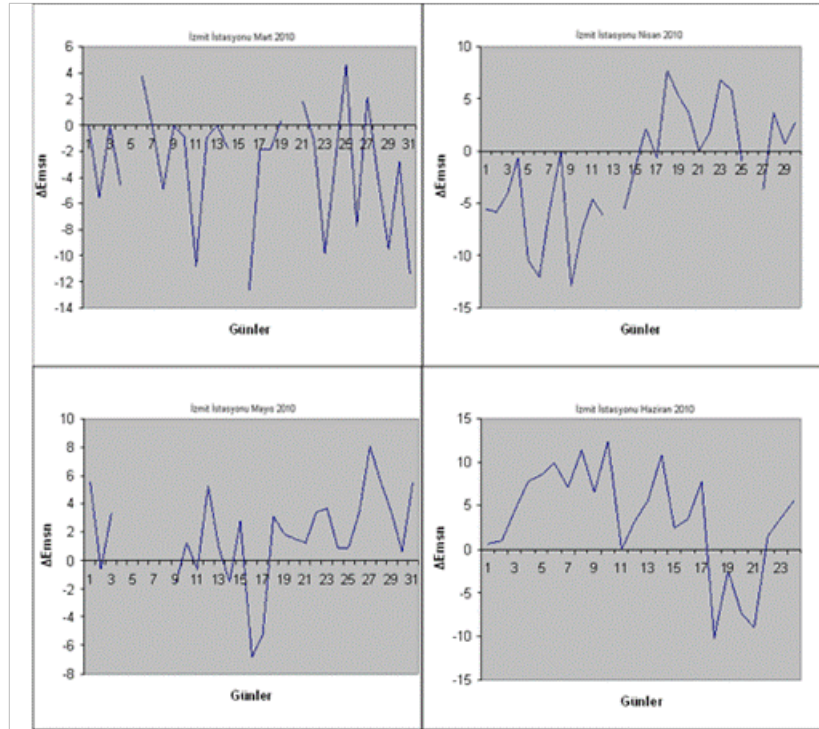 İzmit İstasyonu Mart 2010
6
4
2
0
-2
-4
-6
-8
-10
-12
-14
1 3 5 7 9 11 13 15 17 19 21 23 25 27 29 31
ΔEmsn
Günler
İzmit İstasyonu Nisan 2010
10
5
0
-5
-10
-15
1 3 5 7 9 11 13 15 17 19 21 23 25 27 29
ΔEmsn
Günler
İzmit İstasyonu Mayıs 2010
10
8
6
4
2
0
-2
-4
-6
-8
1 3 5 7 9 11 13 15 17 19 21 23 25 27 29 31
ΔEmsn
Günler
İzmit İstasyonu Haziran 2010
15
10
5
0
-5
-10
-15
1 3 5 7 9 11 13 15 17 19 21 23
ΔEmsn
Günler